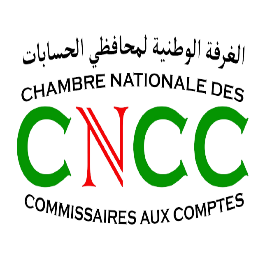 الغرفة الوطنية لمحافظي الحسابات
CHAMBRE NATIONALE DES
CNCC
COMMISSAIRES AUX COMPTES